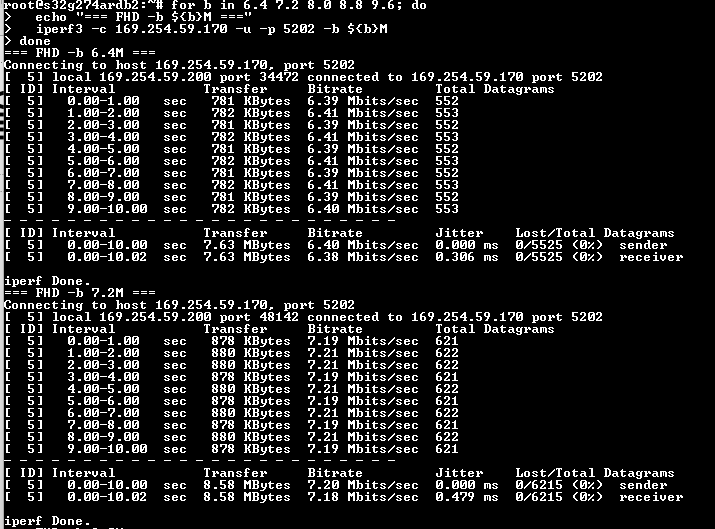 root@s32g274ardb2:~# for b in 6.4 7.2 8.0 8.8 9.6; do
>   echo "=== FHD -b ${b}M ==="
>   iperf3 -c 169.254.59.170 -u -p 5202 -b ${b}M
> done
=== FHD -b 6.4M ===
Connecting to host 169.254.59.170, port 5202
[  5] local 169.254.59.200 port 34472 connected to 169.254.59.170 port 5202
[ ID] Interval           Transfer     Bitrate         Total Datagrams
[  5]   0.00-1.00   sec   781 KBytes  6.39 Mbits/sec  552
[  5]   1.00-2.00   sec   782 KBytes  6.41 Mbits/sec  553
[  5]   2.00-3.00   sec   781 KBytes  6.39 Mbits/sec  552
[  5]   3.00-4.00   sec   782 KBytes  6.41 Mbits/sec  553
[  5]   4.00-5.00   sec   781 KBytes  6.39 Mbits/sec  552
[  5]   5.00-6.00   sec   782 KBytes  6.41 Mbits/sec  553
[  5]   6.00-7.00   sec   781 KBytes  6.39 Mbits/sec  552
[  5]   7.00-8.00   sec   782 KBytes  6.41 Mbits/sec  553
[  5]   8.00-9.00   sec   781 KBytes  6.39 Mbits/sec  552
[  5]   9.00-10.00  sec   782 KBytes  6.40 Mbits/sec  553
- - - - - - - - - - - - - - - - - - - - - - - - -
[ ID] Interval           Transfer     Bitrate         Jitter    Lost/Total Datagrams
[  5]   0.00-10.00  sec  7.63 MBytes  6.40 Mbits/sec  0.000 ms  0/5525 (0%)  sender
[  5]   0.00-10.02  sec  7.63 MBytes  6.38 Mbits/sec  0.306 ms  0/5525 (0%)  receiver
iperf Done.
=== FHD -b 7.2M ===
Connecting to host 169.254.59.170, port 5202
[  5] local 169.254.59.200 port 48142 connected to 169.254.59.170 port 5202
[ ID] Interval           Transfer     Bitrate         Total Datagrams
[  5]   0.00-1.00   sec   878 KBytes  7.19 Mbits/sec  621
[  5]   1.00-2.00   sec   880 KBytes  7.21 Mbits/sec  622
[  5]   2.00-3.00   sec   880 KBytes  7.21 Mbits/sec  622
[  5]   3.00-4.00   sec   878 KBytes  7.19 Mbits/sec  621
[  5]   4.00-5.00   sec   880 KBytes  7.21 Mbits/sec  622
[  5]   5.00-6.00   sec   878 KBytes  7.19 Mbits/sec  621
[  5]   6.00-7.00   sec   880 KBytes  7.21 Mbits/sec  622
[  5]   7.00-8.00   sec   878 KBytes  7.19 Mbits/sec  621
[  5]   8.00-9.00   sec   880 KBytes  7.21 Mbits/sec  622
[  5]   9.00-10.00  sec   878 KBytes  7.19 Mbits/sec  621
- - - - - - - - - - - - - - - - - - - - - - - - -
[ ID] Interval           Transfer     Bitrate         Jitter    Lost/Total Datagrams
[  5]   0.00-10.00  sec  8.58 MBytes  7.20 Mbits/sec  0.000 ms  0/6215 (0%)  sender
[  5]   0.00-10.02  sec  8.58 MBytes  7.18 Mbits/sec  0.479 ms  0/6215 (0%)  receiver
iperf Done.